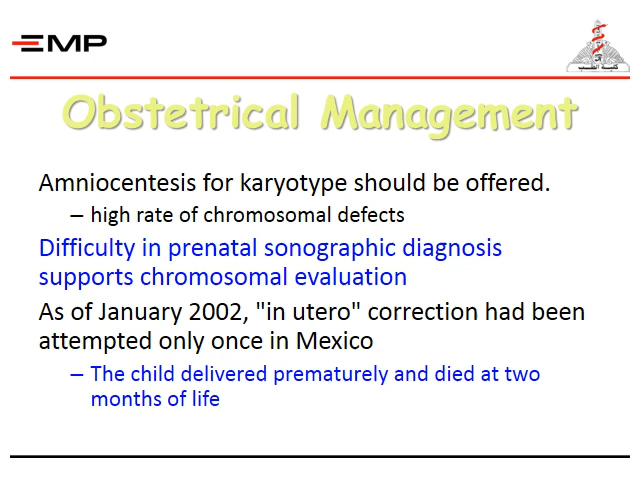 EMP
كلية الطب
Obstetrical Management
Amniocentesis for karyotype should be offered.
– high rate of chromosomal defects
Difficulty in prenatal sonographic diagnosis
supports chromosomal evaluation
As of January 2002, "in utero" correction had been
attempted only once in Mexico
– The child delivered prematurely and died at two
months of life